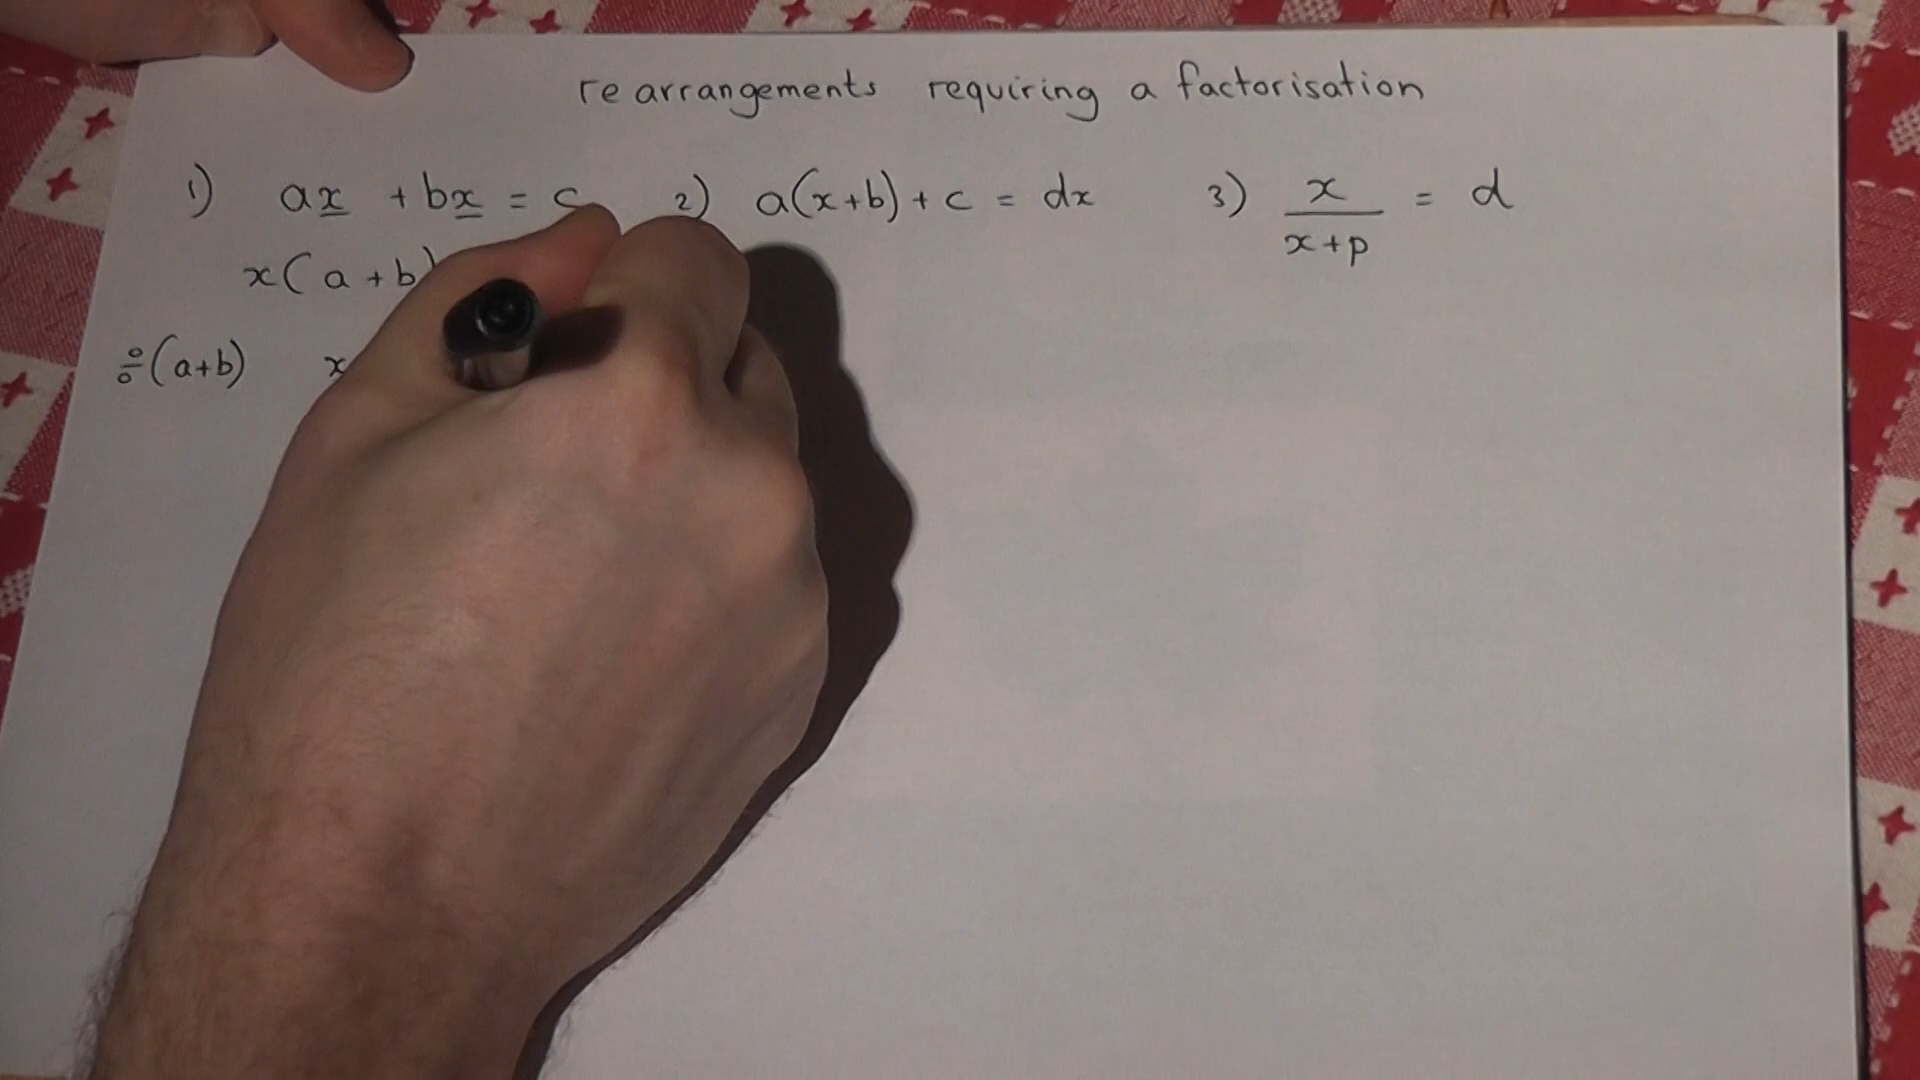 rearrangements requiring a factorisation
1) ax + bx = c 2) a(x+b) + c = dx 3) x/(x+p) = d
x(a + b)
÷(a+b) x